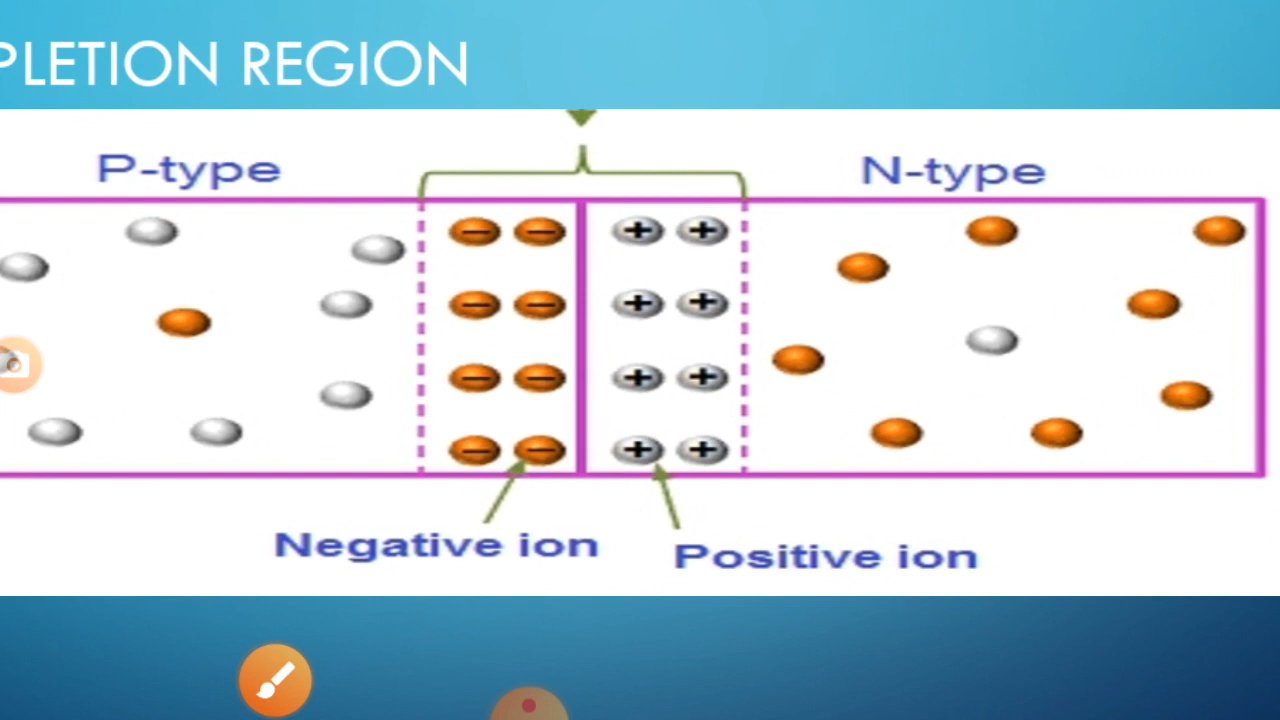 PLETION REGION
P-type
N-type
− − + +
− − + +
− − + +
− − + +
Negative ion
Positive ion